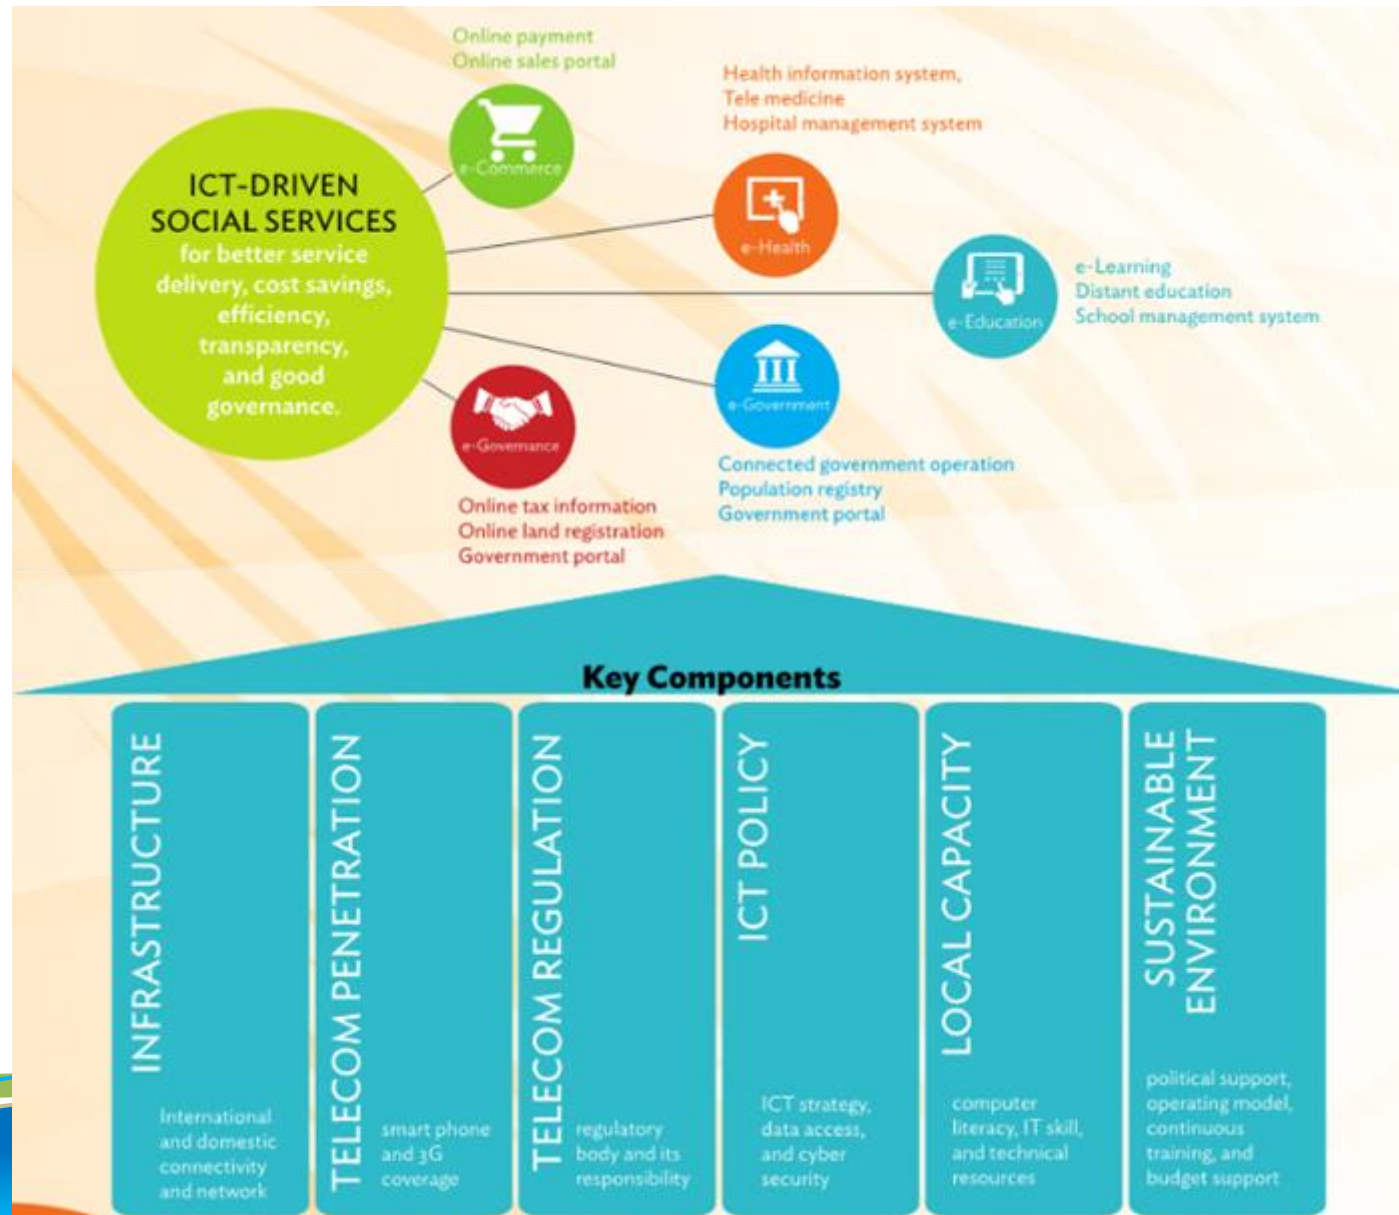 Online payment
Online sales portal
e-Commerce
Health information system,
Tele medicine
Hospital management system
e-Health
ICT-DRIVEN
SOCIAL SERVICES
for better service
delivery, cost savings,
efficiency,
transparency,
and good
governance.
e-Learning
Distant education
School management system
e-Education
e-Government
Connected government operation
Population registry
Government portal
e-Governance
Online tax information
Online land registration
Government portal
Key Components
INFRASTRUCTURE
International
and domestic
connectivity
and network
TELECOM PENETRATION
smart phone
and 3G
coverage
TELECOM REGULATION
regulatory
body and its
responsibility
ICT POLICY
ICT strategy,
data access,
and cyber
security
LOCAL CAPACITY
computer
literacy, IT skill,
and technical
resources
SUSTAINABLE
ENVIRONMENT
political support,
operating model,
continuous
training, and
budget support